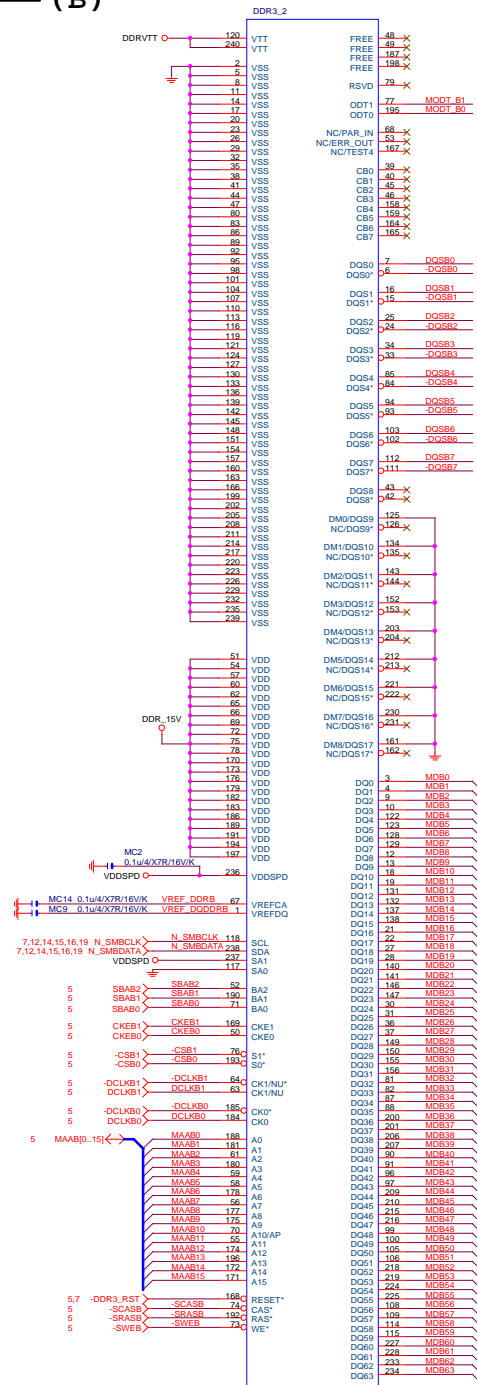 (B)
DDR3_2
DDRVTT 120 VTT
240 VTT
2 VSS
5 VSS
8 VSS
11 VSS
14 VSS
17 VSS
20 VSS
23 VSS
26 VSS
29 VSS
32 VSS
35 VSS
38 VSS
41 VSS
44 VSS
47 VSS
80 VSS
83 VSS
86 VSS
89 VSS
92 VSS
95 VSS
98 VSS
101 VSS
104 VSS
107 VSS
110 VSS
113 VSS
116 VSS
119 VSS
121 VSS
124 VSS
127 VSS
130 VSS
133 VSS
136 VSS
139 VSS
142 VSS
145 VSS
148 VSS
151 VSS
154 VSS
157 VSS
160 VSS
163 VSS
166 VSS
199 VSS
202 VSS
205 VSS
208 VSS
211 VSS
214 VSS
217 VSS
220 VSS
223 VSS
226 VSS
229 VSS
232 VSS
235 VSS
239 VSS
51 VDD
54 VDD
57 VDD
60 VDD
62 VDD
65 VDD
66 VDD
69 VDD
72 VDD
DDR_15V
75 VDD
78 VDD
170 VDD
173 VDD
176 VDD
179 VDD
182 VDD
183 VDD
186 VDD
189 VDD
191 VDD
194 VDD
197 VDD
MC2
0.1u/4/X7R/16V/K
VDDSPD 236 VDDSPD
MC14 0.1u/4/X7R/16V/K VREF_DDRB 67 VREFCA
MC9 0.1u/4/X7R/16V/K VREF_DQDDRB 1 VREFDQ
7,12,14,15,16,19 N_SMBCLK N_SMBCLK 118 SCL
7,12,14,15,16,19 N_SMBDATA N_SMBDATA 238 SDA
VDDSPD 237 SA1
117 SA0
5 SBAB2 SBAB2 52 BA2
5 SBAB1 SBAB1 190 BA1
5 SBAB0 SBAB0 71 BA0
5 CKEB1 CKEB1 169 CKE1
5 CKEB0 CKEB0 50 CKE0
5 -CSB1 -CSB1 76 S1*
5 -CSB0 -CSB0 193 S0*
5 -DCLKB1 -DCLKB1 64 CK1/NU*
5 DCLKB1 DCLKB1 63 CK1/NU
5 -DCLKB0 -DCLKB0 185 CK0*
5 DCLKB0 DCLKB0 184 CK0
5 MAAB[0..15]
MAAB0 188 A0
MAAB1 181 A1
MAAB2 61 A2
MAAB3 180 A3
MAAB4 59 A4
MAAB5 58 A5
MAAB6 178 A6
MAAB7 56 A7
MAAB8 177 A8
MAAB9 175 A9
MAAB10 70 A10/AP
MAAB11 55 A11
MAAB12 174 A12
MAAB13 196 A13
MAAB14 172 A14
MAAB15 171 A15
5,7 -DDR3_RST 168 RESET*
5 -SCASB -SCASB 74 CAS*
5 -SRASB -SRASB 192 RAS*
5 -SWEB -SWEB 73 WE*
FREE 48
FREE 49
FREE 187
FREE 198
RSVD 79
ODT1 77 MODT_B1
ODT0 195 MODT_B0
NC/PAR_IN 68
NC/ERR_OUT 53
NC/TEST4 167
CB0 39
CB1 40
CB2 45
CB3 46
CB4 158
CB5 159
CB6 164
CB7 165
DQS0 7 DQSB0
DQS0* 6 -DQSB0
DQS1 16 DQSB1
DQS1* 15 -DQSB1
DQS2 25 DQSB2
DQS2* 24 -DQSB2
DQS3 34 DQSB3
DQS3* 33 -DQSB3
DQS4 85 DQSB4
DQS4* 84 -DQSB4
DQS5 94 DQSB5
DQS5* 93 -DQSB5
DQS6 103 DQSB6
DQS6* 102 -DQSB6
DQS7 112 DQSB7
DQS7* 111 -DQSB7
DQS8 43
DQS8* 42
DM0/DQS9 125
NC/DQS9* 126
DM1/DQS10 134
NC/DQS10* 135
DM2/DQS11 143
NC/DQS11* 144
DM3/DQS12 152
NC/DQS12* 153
DM4/DQS13 203
NC/DQS13* 204
DM5/DQS14 212
NC/DQS14* 213
DM6/DQS15 221
NC/DQS15* 222
DM7/DQS16 230
NC/DQS16* 231
DM8/DQS17 161
NC/DQS17* 162
DQ0 3 MDB0
DQ1 4 MDB1
DQ2 9 MDB2
DQ3 10 MDB3
DQ4 122 MDB4
DQ5 123 MDB5
DQ6 128 MDB6
DQ7 129 MDB7
DQ8 12 MDB8
DQ9 13 MDB9
DQ10 18 MDB10
DQ11 19 MDB11
DQ12 131 MDB12
DQ13 132 MDB13
DQ14 137 MDB14
DQ15 138 MDB15
DQ16 21 MDB16
DQ17 22 MDB17
DQ18 27 MDB18
DQ19 28 MDB19
DQ20 140 MDB20
DQ21 141 MDB21
DQ22 146 MDB22
DQ23 147 MDB23
DQ24 30 MDB24
DQ25 31 MDB25
DQ26 36 MDB26
DQ27 37 MDB27
DQ28 149 MDB28
DQ29 150 MDB29
DQ30 155 MDB30
DQ31 156 MDB31
DQ32 81 MDB32
DQ33 82 MDB33
DQ34 87 MDB34
DQ35 88 MDB35
DQ36 200 MDB36
DQ37 201 MDB37
DQ38 206 MDB38
DQ39 207 MDB39
DQ40 90 MDB40
DQ41 91 MDB41
DQ42 96 MDB42
DQ43 97 MDB43
DQ44 209 MDB44
DQ45 210 MDB45
DQ46 215 MDB46
DQ47 216 MDB47
DQ48 99 MDB48
DQ49 100 MDB49
DQ50 105 MDB50
DQ51 106 MDB51
DQ52 218 MDB52
DQ53 219 MDB53
DQ54 224 MDB54
DQ55 225 MDB55
DQ56 108 MDB56
DQ57 109 MDB57
DQ58 114 MDB58
DQ59 115 MDB59
DQ60 227 MDB60
DQ61 228 MDB61
DQ62 233 MDB62
DQ63 234 MDB63